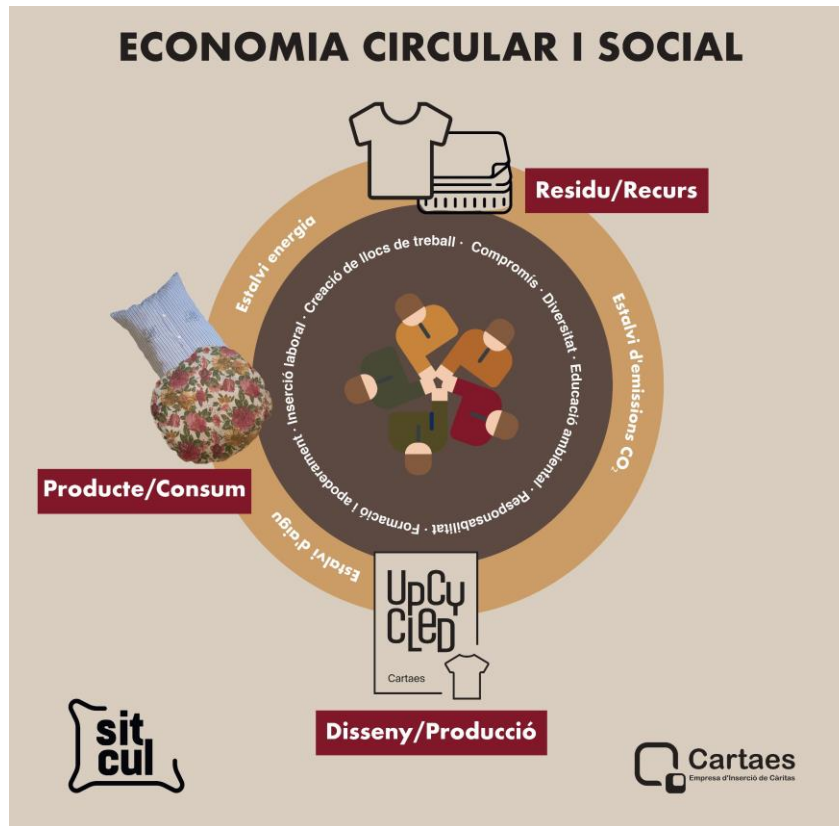 ECONOMIA CIRCULAR I SOCIAL
Residu/Recurs
Estalvi energia
Estalvi d'emissions CO₂
Estalvi d'aigu
Creació de llocs de treball · Compromís · Diversitat · Educació ambiental · Responsabilitat · Formació I apoderament · Inserció laboral ·
Producte/Consum
UpCy
cLeD
Cartaes
Disseny/Producció
sit
cul
Cartaes
Empresa d'Inserció de Càritas